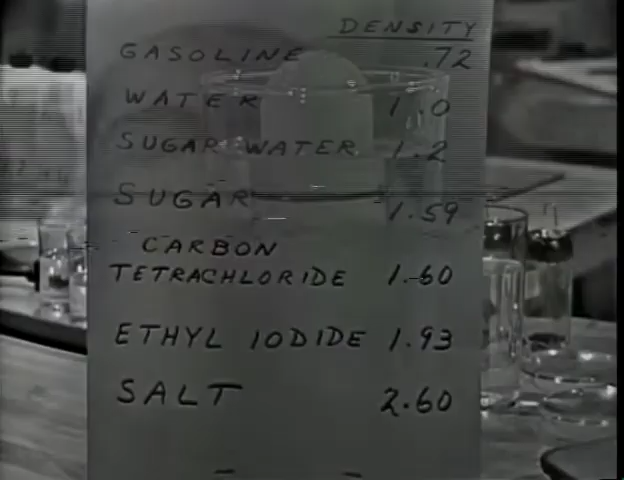 DENSITY
GASOLINE .72
WATER 1.0
SUGAR WATER 1.2
SUGAR 1.59
CARBON
TETRACHLORIDE 1.60
ETHYL IODIDE 1.93
SALT 2.60